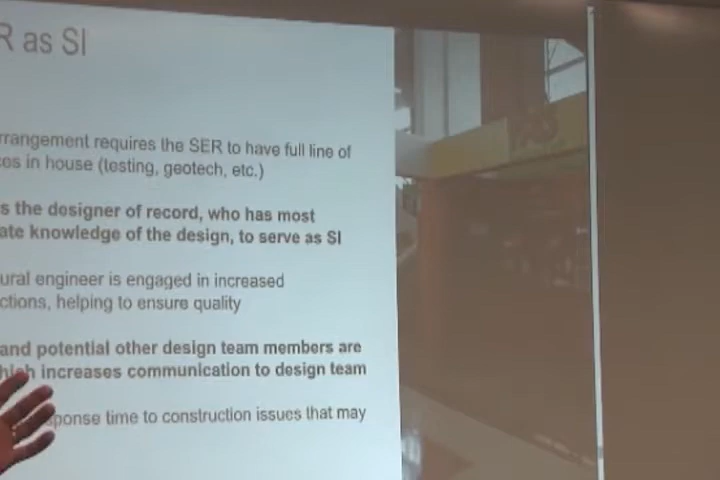 R as SI
rrangement requires the SER to have full line of
ces in house (testing, geotech, etc.)
s the designer of record, who has most
ate knowledge of the design, to serve as SI
ural engineer is engaged in increased
ctions, helping to ensure quality
and potential other design team members are
hich increases communication to design team
sponse time to construction issues that may